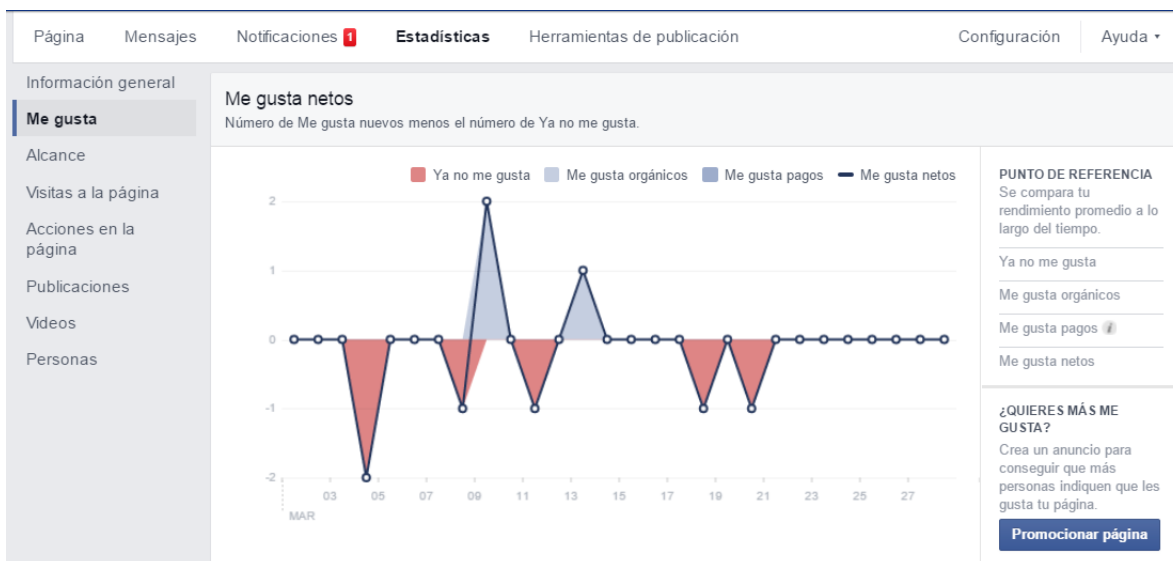 Página Mensajes Notificaciones 1 Estadísticas Herramientas de publicación Configuración Ayuda
Información general
Me gusta
Alcance
Visitas a la página
Acciones en la
página
Publicaciones
Videos
Personas
Me gusta netos
Número de Me gusta nuevos menos el número de Ya no me gusta.
Ya no me gusta Me gusta orgánicos Me gusta pagos Me gusta netos
2
1
0
-1
-2
03 05 07 09 11 13 15 17 19 21 23 25 27
MAR
PUNTO DE REFERENCIA
Se compara tu
rendimiento promedio a lo
largo del tiempo.
Ya no me gusta
Me gusta orgánicos
Me gusta pagos i
Me gusta netos
¿QUIERES MÁS ME
GUSTA?
Crea un anuncio para
conseguir que más
personas indiquen que les
gusta tu página.
Promocionar página